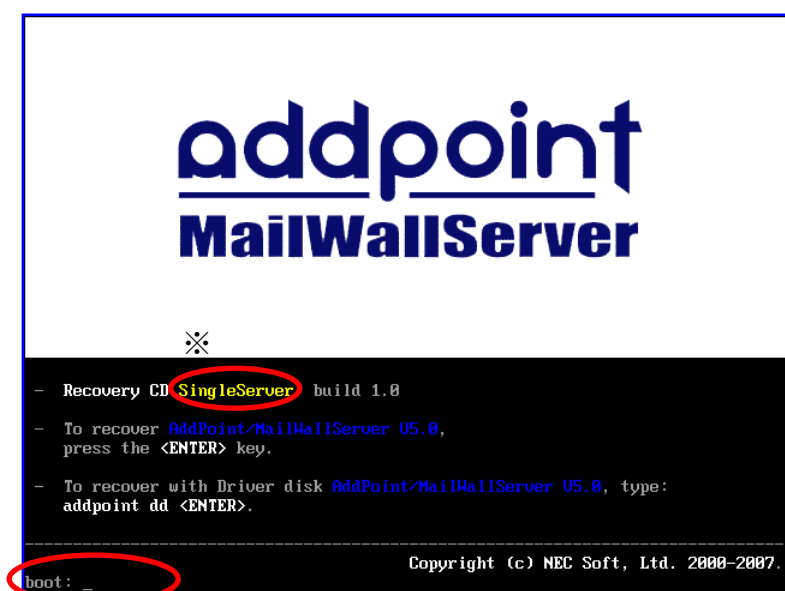 addpoint
MailWallServer
※
- Recovery CD SingleServer build 1.0
- To recover AddPoint/MailWallServer V5.0,
press the <ENTER> key.
- To recover with Driver disk AddPoint/MailWallServer V5.0, type:
addpoint dd <ENTER>.
Copyright (c) NEC Soft, Ltd. 2000-2007.
boot: _